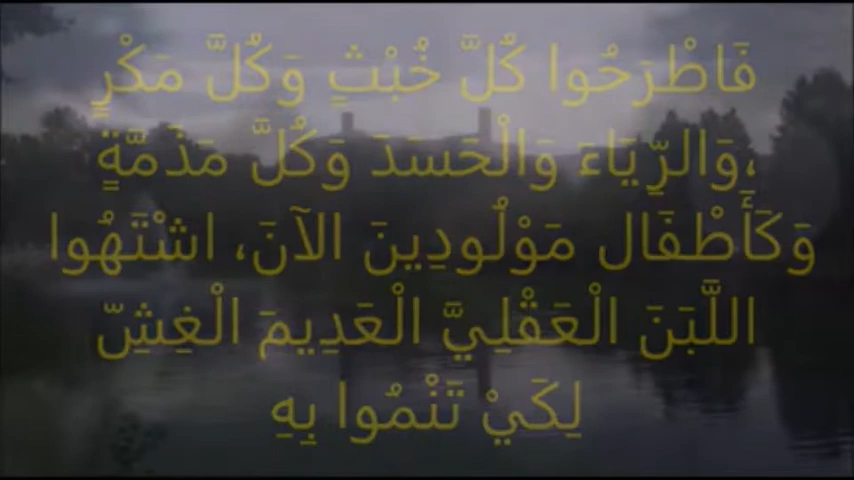 فَاطْرَحُوا كُلَّ خُبْثٍ وَكُلَّ مَكْرٍ
وَالرِّيَاءَ وَالْحَسَدَ وَكُلَّ مَذَمَّةٍ،
وَكَأَطْفَال مَوْلُودِينَ الآنَ، اشْتَهُوا
اللَّبَنَ الْعَقْلِيَّ الْعَدِيمَ الْغِشِّ
لِكَيْ تَنْمُوا بِهِ